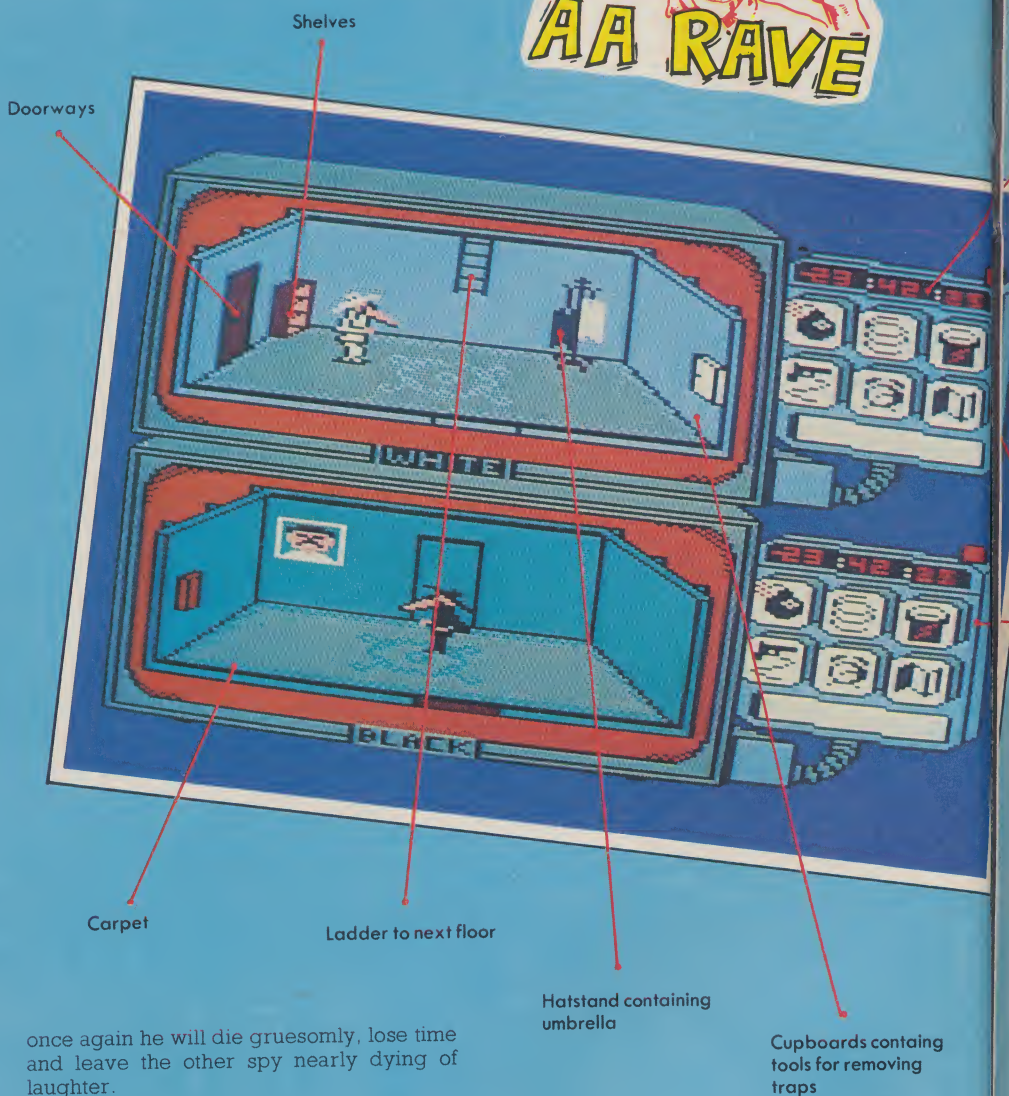 Shelves
AA RAVE
Doorways
WHITE
BLACK
Carpet
Ladder to next floor
Hatstand containing
umbrella
Cupboards containg
tools for removing
traps
once again he will die gruesomly, lose time
and leave the other spy nearly dying of
laughter.